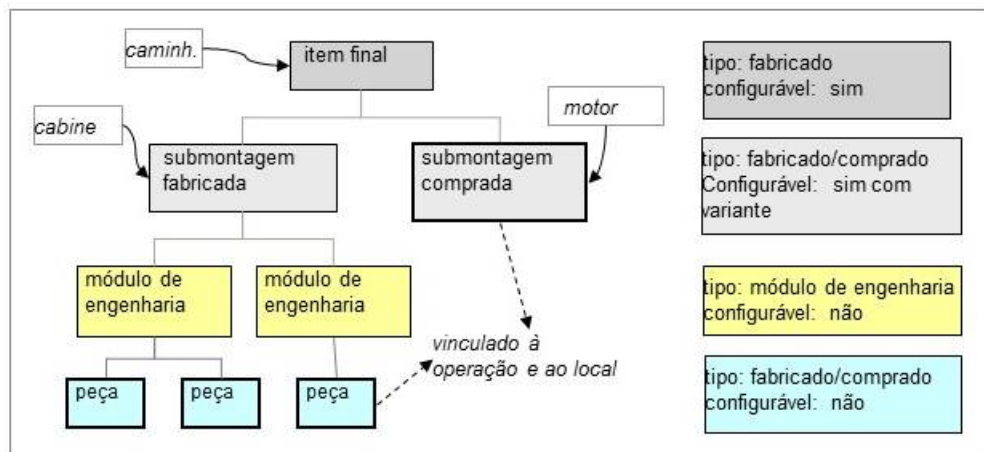 caminh.
item final
cabine
motor
submontagem
fabricada
submontagem
comprada
módulo de
engenharia
módulo de
engenharia
peça
peça
peça
vinculado à
operação e ao local
tipo: fabricado
configurável: sim
tipo: fabricado/comprado
Configurável: sim com
variante
tipo: módulo de engenharia
configurável: não
tipo: fabricado/comprado
configurável: não